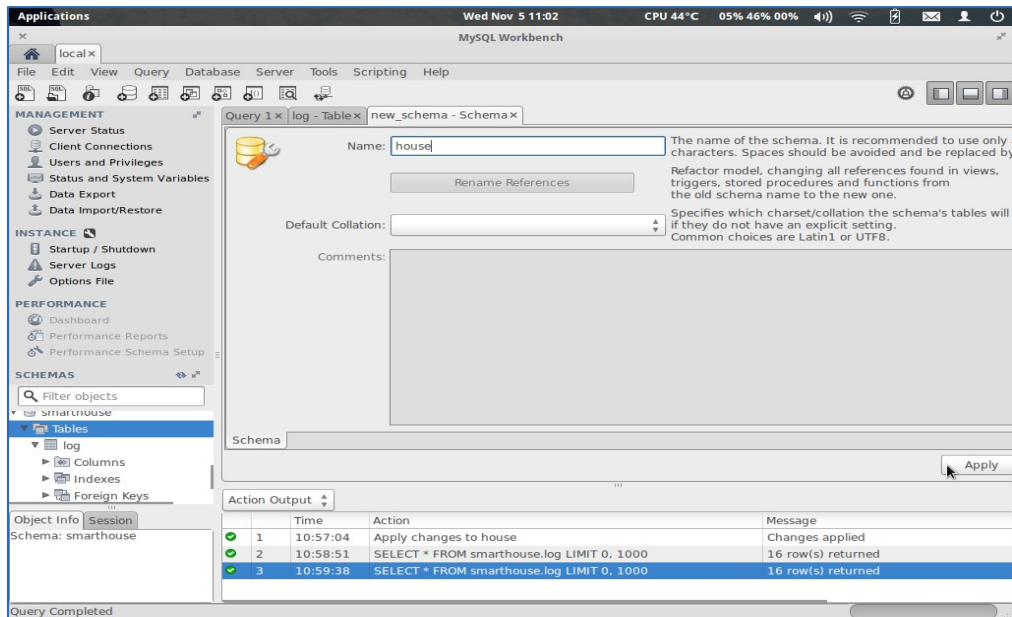 Applications Wed Nov 5 11:02 CPU 44°C 05% 46% 00%
MySQL Workbench
local
File Edit View Query Database Server Tools Scripting Help
MANAGEMENT
Server Status
Client Connections
Users and Privileges
Status and System Variables
Data Export
Data Import/Restore
INSTANCE
Startup / Shutdown
Server Logs
Options File
PERFORMANCE
Dashboard
Performance Reports
Performance Schema Setup
SCHEMAS
Filter objects
smarthouse
Tables
log
Columns
Indexes
Foreign Keys
Object Info Session
Schema: smarthouse
Query 1 log - Table new_schema - Schema
Name: house
The name of the schema. It is recommended to use only
characters. Spaces should be avoided and be replaced by
Rename References
Refactor model, changing all references found in views,
triggers, stored procedures and functions from
the old schema name to the new one.
Default Collation:
Specifies which charset/collation the schema's tables will
if they do not have an explicit setting.
Common choices are Latin1 or UTF8.
Comments:
Schema
Apply
Action Output
Time Action Message
1 10:57:04 Apply changes to house Changes applied
2 10:58:51 SELECT * FROM smarthouse.log LIMIT 0, 1000 16 row(s) returned
3 10:59:38 SELECT * FROM smarthouse.log LIMIT 0, 1000 16 row(s) returned
Query Completed